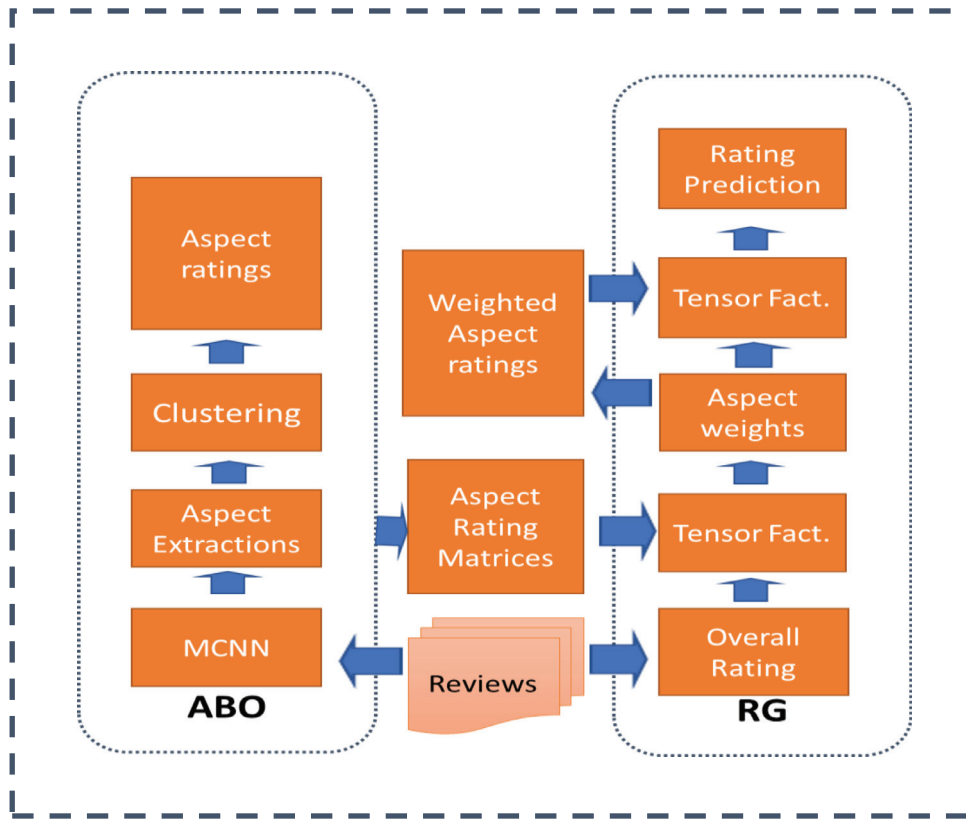 Aspect
ratings
Clustering
Aspect
Extractions
MCNN
ABO
Weighted
Aspect
ratings
Aspect
Rating
Matrices
Reviews
Rating
Prediction
Tensor Fact.
Aspect
weights
Tensor Fact.
Overall
Rating
RG